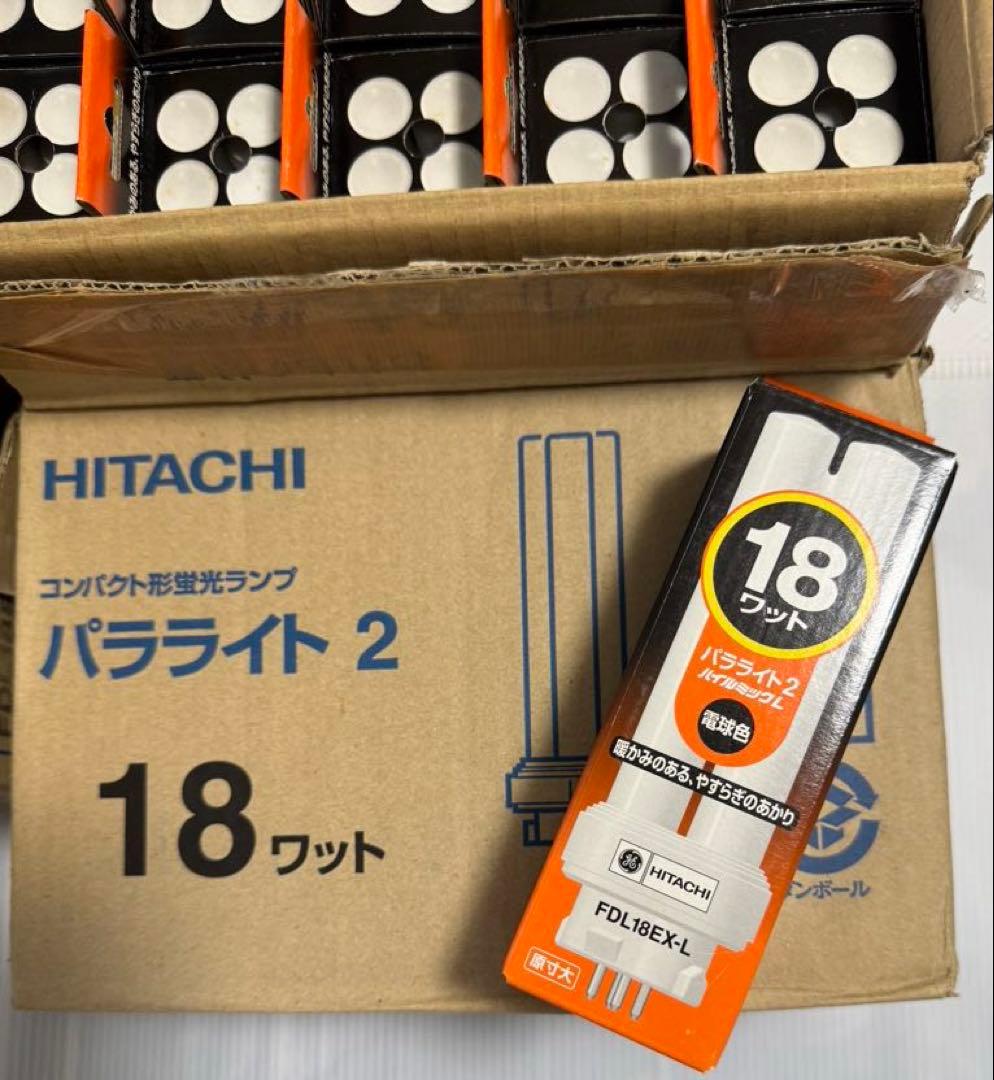 HITACHI
コンパクト形蛍光ランプ
パラライト 2
18 ワット
18
ワット
パラライト2
ハイルミックL
電球色
暖かみのある、やすらぎのあかり
HITACHI
FDL18EX-L
原寸大
ンボール